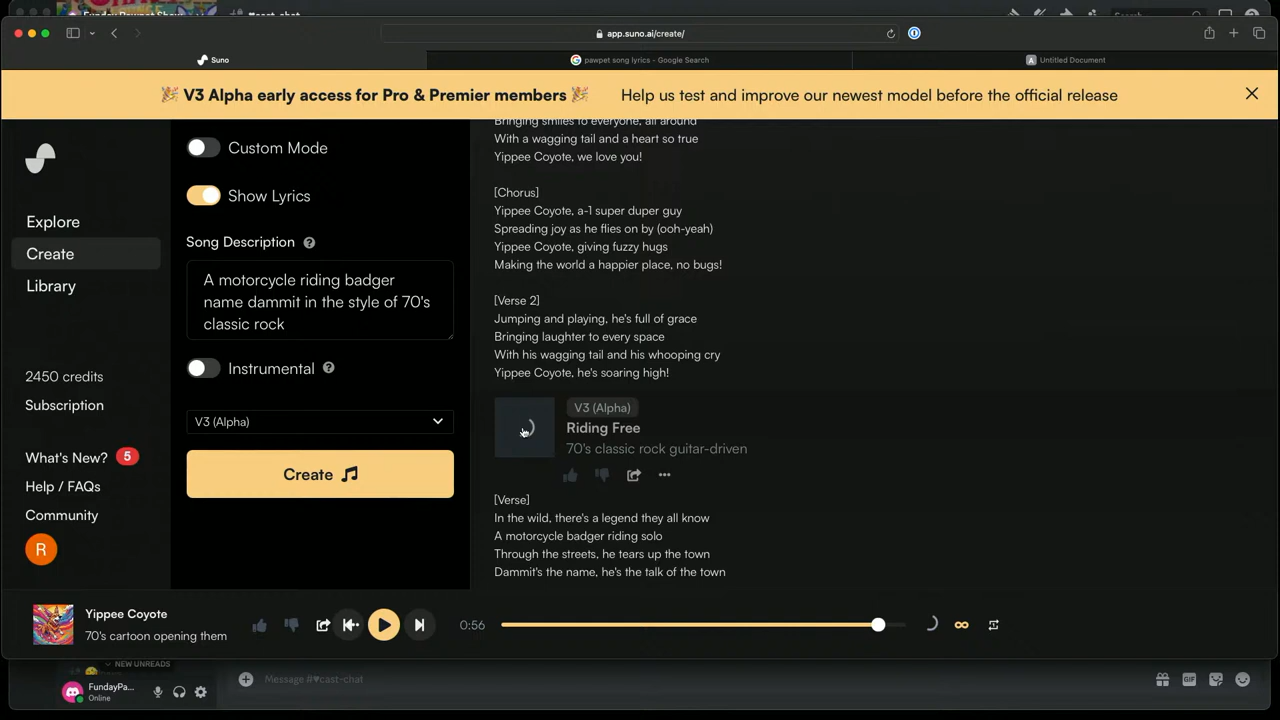 app.suno.ai/create/
Suno
pawpet song lyrics - Google Search
A Untitled Document
V3 Alpha early access for Pro & Premier members
Help us test and improve our newest model before the official release
Explore
Create
Library
2450 credits
Subscription
What's New? 5
Help / FAQs
Community
R
Custom Mode
Show Lyrics
Song Description ?
A motorcycle riding badger
name dammit in the style of 70's
classic rock
Instrumental ?
V3 (Alpha)
Create
Bringing smiles to everyone, all around
With a wagging tail and a heart so true
Yippee Coyote, we love you!
[Chorus]
Yippee Coyote, a-1 super duper guy
Spreading joy as he flies on by (ooh-yeah)
Yippee Coyote, giving fuzzy hugs
Making the world a happier place, no bugs!
[Verse 2]
Jumping and playing, he's full of grace
Bringing laughter to every space
With his wagging tail and his whooping cry
Yippee Coyote, he's soaring high!
V3 (Alpha)
Riding Free
70's classic rock guitar-driven
[Verse]
In the wild, there's a legend they all know
A motorcycle badger riding solo
Through the streets, he tears up the town
Dammit's the name, he's the talk of the town
Yippee Coyote
70's cartoon opening them
0:56
NEW UNREADS
FundayPa...
Online
Message #♥cast-chat
GIF